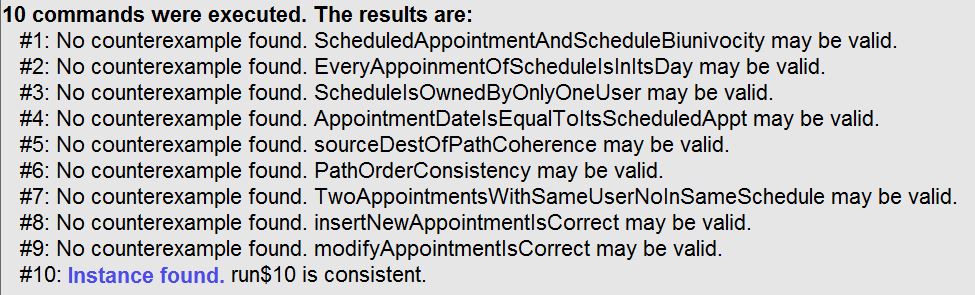 10 commands were executed. The results are:
#1: No counterexample found. ScheduledAppointmentAndScheduleBiunivocity may be valid.
#2: No counterexample found. EveryAppoinmentOfScheduleIsInItsDay may be valid.
#3: No counterexample found. ScheduleIsOwnedByOnlyOneUser may be valid.
#4: No counterexample found. AppointmentDateIsEqualToItsScheduledAppt may be valid.
#5: No counterexample found. sourceDestOfPathCoherence may be valid.
#6: No counterexample found. PathOrderConsistency may be valid.
#7: No counterexample found. TwoAppointmentsWithSameUserNoInSameSchedule may be valid.
#8: No counterexample found. insertNewAppointmentIsCorrect may be valid.
#9: No counterexample found. modifyAppointmentIsCorrect may be valid.
#10: Instance found. run$10 is consistent.